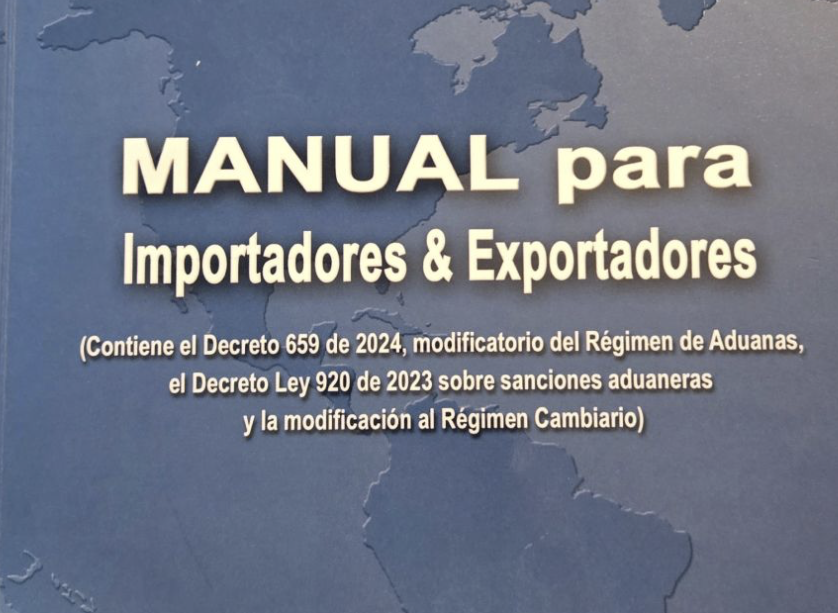 MANUAL para
Importadores & Exportadores
(Contiene el Decreto 659 de 2024, modificatorio del Régimen de Aduanas,
el Decreto Ley 920 de 2023 sobre sanciones aduaneras
y la modificación al Régimen Cambiario)